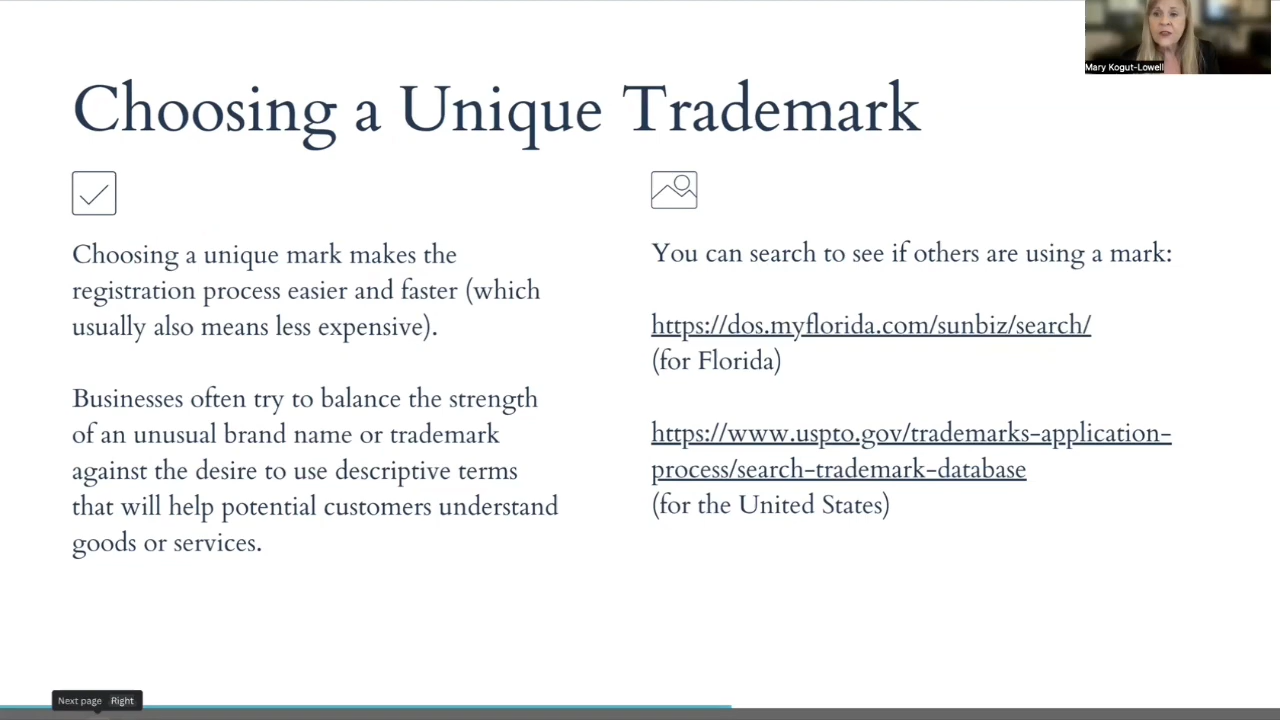 Mary Kogut-Lowell
Choosing a Unique Trademark
Choosing a unique mark makes the
registration process easier and faster (which
usually also means less expensive).
Businesses often try to balance the strength
of an unusual brand name or trademark
against the desire to use descriptive terms
that will help potential customers understand
goods or services.
You can search to see if others are using a mark:
https://dos.myflorida.com/sunbiz/search/
(for Florida)
https://www.uspto.gov/trademarks-application-
process/search-trademark-database
(for the United States)
Next page Right